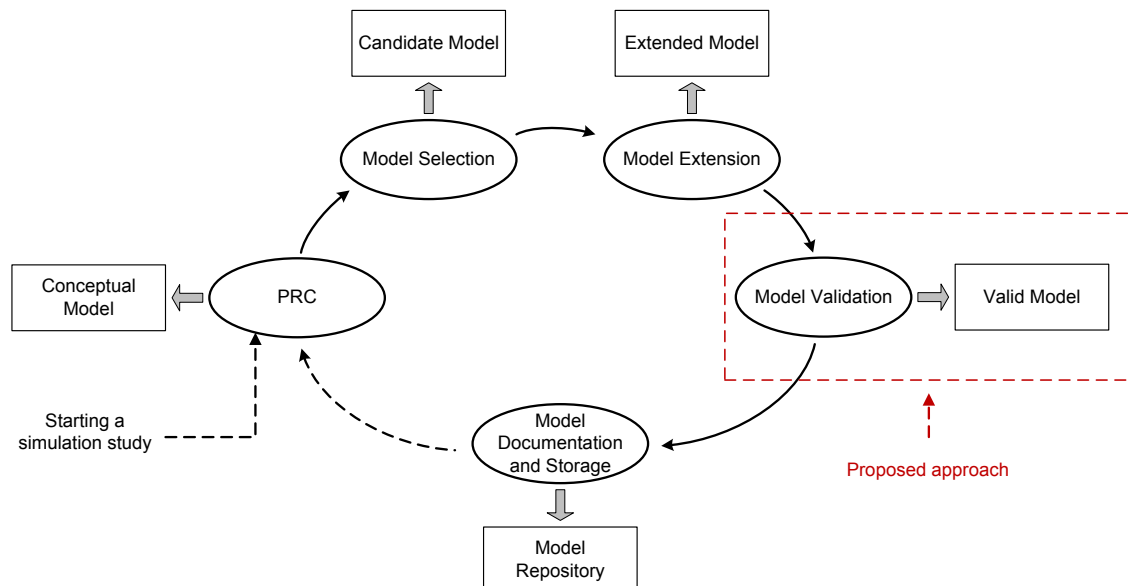 Candidate Model
Extended Model
Model Selection
Model Extension
Conceptual
Model
PRC
Model Validation
Valid Model
Starting a
simulation study
Model
Documentation
and Storage
Proposed approach
Model
Repository